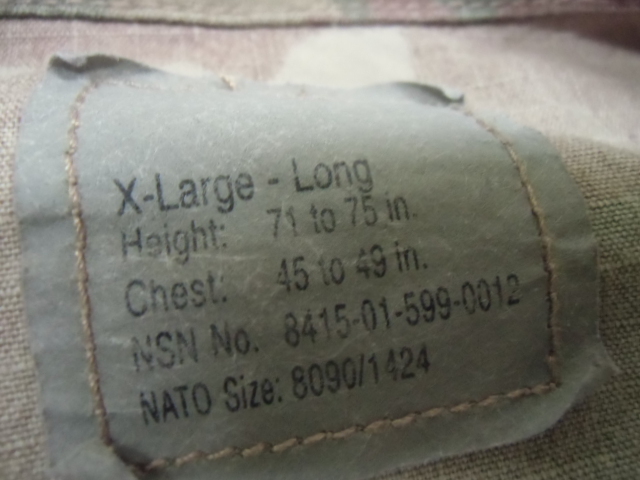 X-Large - Long
Height: 71 to 75 in.
Chest: 45 to 49 in.
NSN No. 8415-01-599-0012
NATO Size: 8090/1424